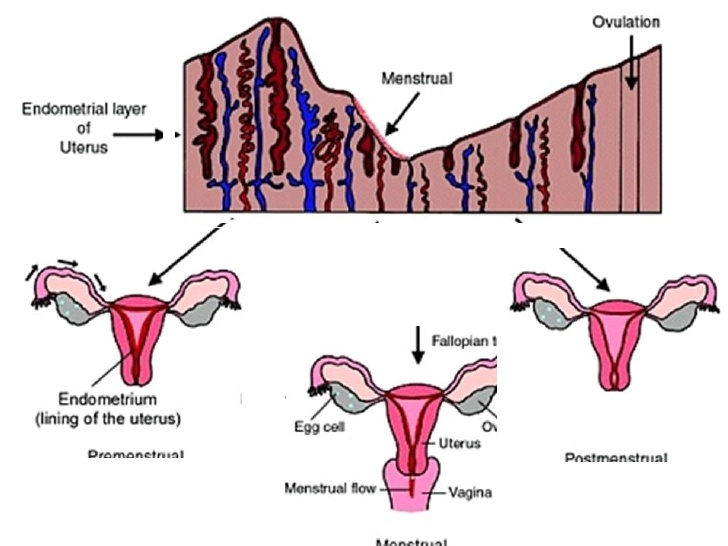 Ovulation
Menstrual
Endometrial layer
of
Uterus
Fallopian t
Endometrium
(lining of the uterus)
Egg cell
Ov
Uterus
Premenstrual
Postmenstrual
Menstrual flow
Vagina
Menstrual